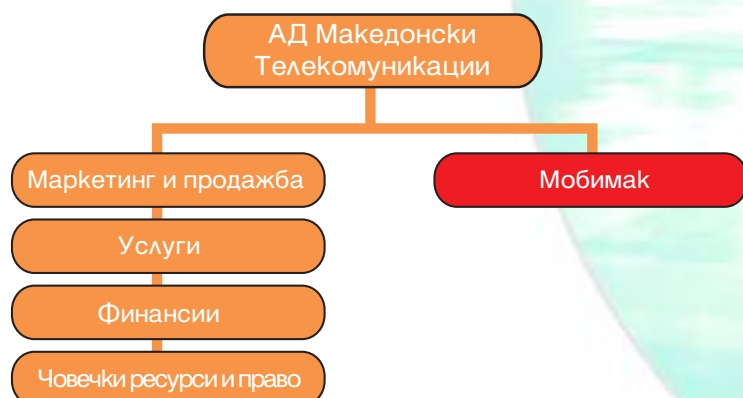 АД Македонски
Телекомуникации
Маркетинг и продажба
Мобимак
Услуги
Финансии
Човечки ресурси и право